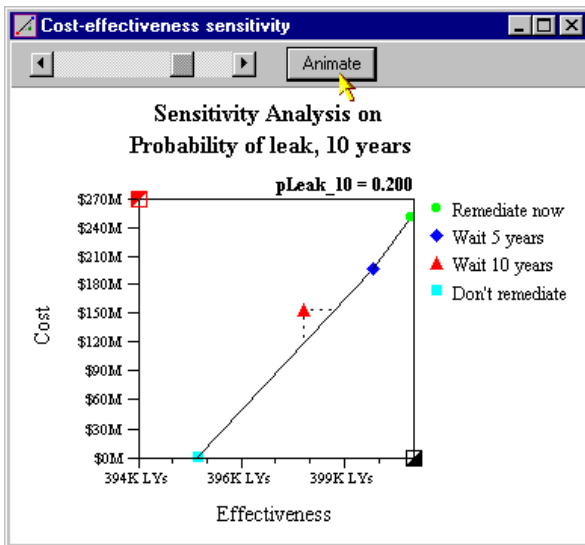 Cost-effectiveness sensitivity
Animate
Sensitivity Analysis on
Probability of leak, 10 years
pLeak_10 = 0.200
$270M
$240M
$210M
$180M
$150M
$120M
$90M
$60M
$30M
$0M
Cost
394K LYs
396K LYs
399K LYs
Effectiveness
Remediate now
Wait 5 years
Wait 10 years
Don't remediate